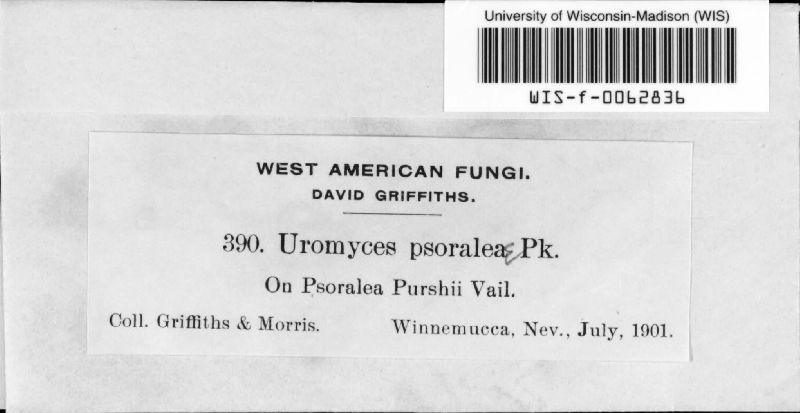 University of Wisconsin-Madison (WIS)
WIS-f-0062836
WEST AMERICAN FUNGI.
DAVID GRIFFITHS.
390. Uromyces psoraleae Pk.
On Psoralea Purshii Vail.
Coll. Griffiths & Morris. Winnemucca, Nev., July, 1901.